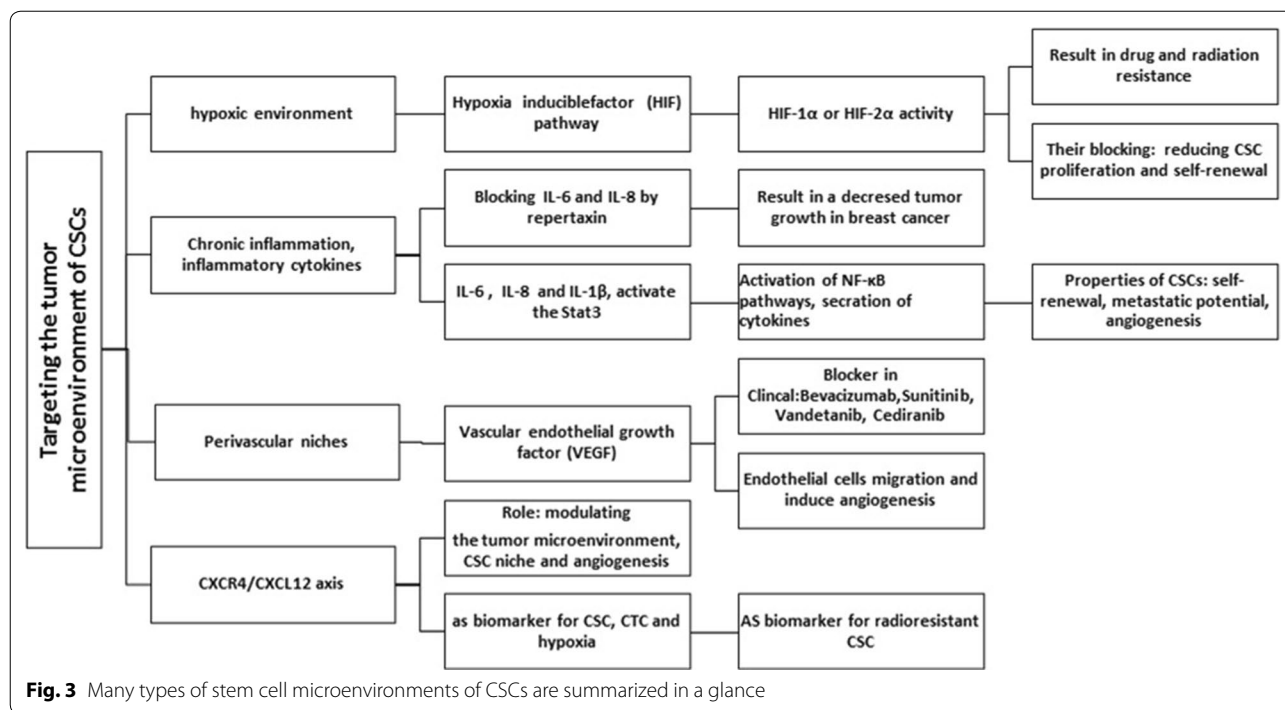 Targeting the tumor
microenvironment of CSCs
hypoxic environment
Hypoxia induciblefactor (HIF)
pathway
HIF-1α or HIF-2α activity
Result in drug and radiation
resistance
Their blocking: reducing CSC
proliferation and self-renewal
Chronic inflammation,
inflammatory cytokines
Blocking IL-6 and IL-8 by
repertaxin
Result in a decresed tumor
growth in breast cancer
IL-6 , IL-8 and IL-1β, activate
the Stat3
Activation of NF-κB
pathways, secration of
cytokines
Properties of CSCs: self-
renewal, metastatic potential,
angiogenesis
Perivascular niches
Vascular endothelial growth
factor (VEGF)
Blocker in
Clincal:Bevacizumab,Sunitinib,
Vandetanib, Cediranib
Endothelial cells migration and
induce angiogenesis
CXCR4/CXCL12 axis
Role: modulating
the tumor microenvironment,
CSC niche and angiogenesis
as biomarker for CSC, CTC and
hypoxia
AS biomarker for radioresistant
CSC
Fig. 3 Many types of stem cell microenvironments of CSCs are summarized in a glance